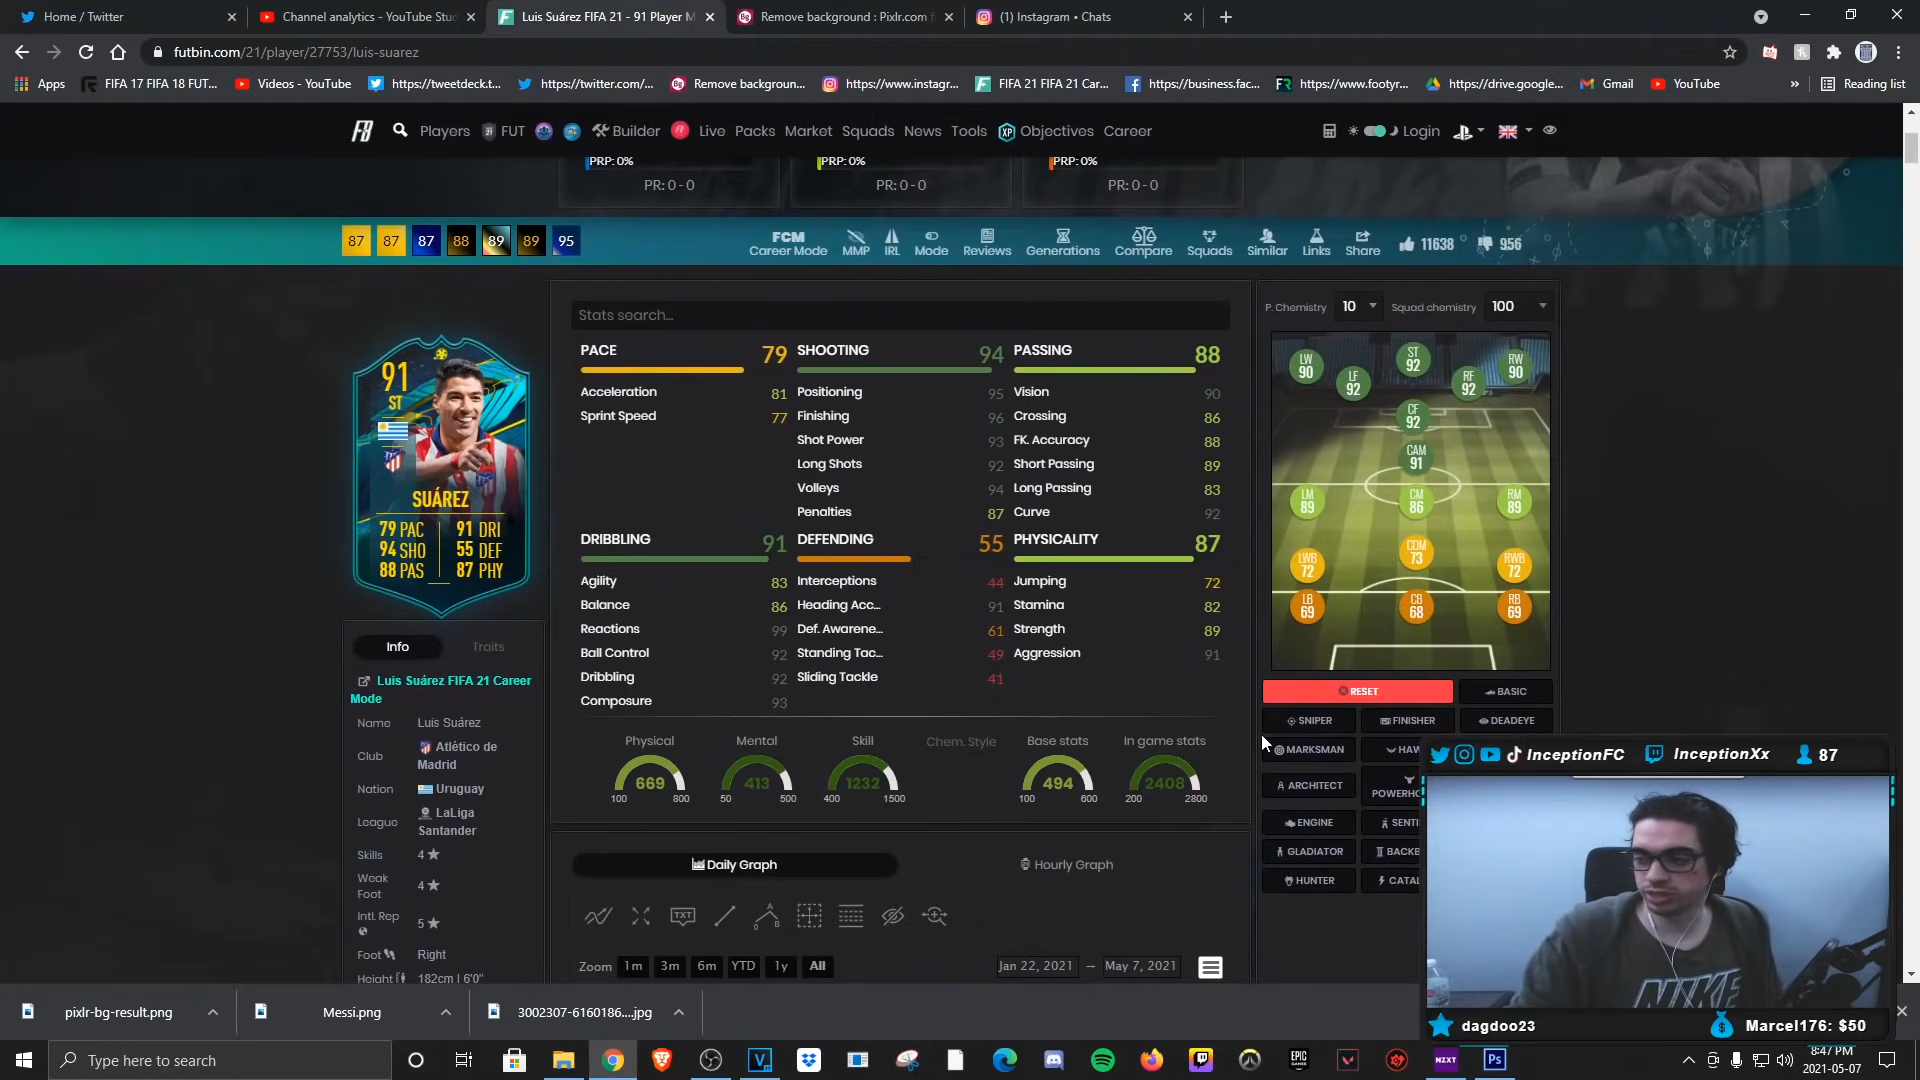 Home / Twitter
Channel analytics - YouTube Stud
Luis Suárez FIFA 21 - 91 Player M
Remove background : Pixlr.com f
(1) Instagram • Chats
futbin.com/21/player/27753/luis-suarez
Apps
FIFA 17 FIFA 18 FUT...
Videos - YouTube
https://tweetdeck.t...
https://twitter.com/...
Remove backgroun...
https://www.instagr...
FIFA 21 FIFA 21 Car...
https://business.fac...
https://www.footyr...
https://drive.google...
Gmail
YouTube
»
Reading list
Players
FUT
Builder
Live
Packs
Market
Squads
News
Tools
XP
Objectives
Career
Login
PRP: 0%
PRP: 0%
PRP: 0%
PR: 0 - 0
PR: 0 - 0
PR: 0 - 0
87 87 87 88 89 89 95
FCM
Career Mode
MMP
IRL
Mode
Reviews
Generations
Compare
Squads
Similar
Links
Share
11638
956
91
ST
SUÁREZ
79 PAC 91 DRI
94 SHO 55 DEF
88 PAS 87 PHY
Info
Traits
Luis Suárez FIFA 21 Career
Mode
Name Luis Suárez
Club Atlético de
Madrid
Nation Uruguay
League LaLiga
Santander
Skills 4
Weak
Foot 4
Intl. Rep 5
Foot Right
Height 182cm | 6'0"
Stats search...
PACE 79
Acceleration 81
Sprint Speed 77
SHOOTING 94
Positioning 95
Finishing 96
Shot Power 93
Long Shots 92
Volleys 94
Penalties 87
PASSING 88
Vision 90
Crossing 86
FK. Accuracy 88
Short Passing 89
Long Passing 83
Curve 92
DRIBBLING 91
Agility 83
Balance 86
Reactions 99
Ball Control 92
Dribbling 92
Composure 93
DEFENDING 55
Interceptions 44
Heading Acc... 91
Def. Awarene... 61
Standing Tac... 49
Sliding Tackle 41
PHYSICALITY 87
Jumping 72
Stamina 82
Strength 89
Aggression 91
Physical
669
100 800
Mental
413
50 500
Skill
1232
400 1500
Chem. Style
Base stats
494
100 600
In game stats
2408
200 2800
Daily Graph
Hourly Graph
TXT
Zoom 1m 3m 6m YTD 1y All
Jan 22, 2021 → May 7, 2021
P. Chemistry 10
Squad chemistry 100
LW 90
ST 92
RW 90
LF 92
RF 92
CF 92
CAM 91
LM 89
CM 86
RM 89
LWB 72
CDM 73
RWB 72
LB 69
CB 68
RB 69
RESET
BASIC
SNIPER
FINISHER
DEADEYE
MARKSMAN
HAW
ARCHITECT
POWERHO
ENGINE
SENTI
GLADIATOR
BACKB
HUNTER
CATAL
InceptionFC
InceptionXx
87
NIKE
dagdoo23
Marcel176: $50
pixlr-bg-result.png
Messi.png
3002307-6160186....jpg
Type here to search
V
EPIC GAMES
NZXT
Ps
8:47 PM
2021-05-07